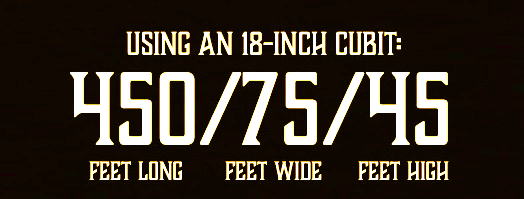 USING AN 18-INCH CUBIT:
450/75/45
FEET LONG FEET WIDE FEET HIGH